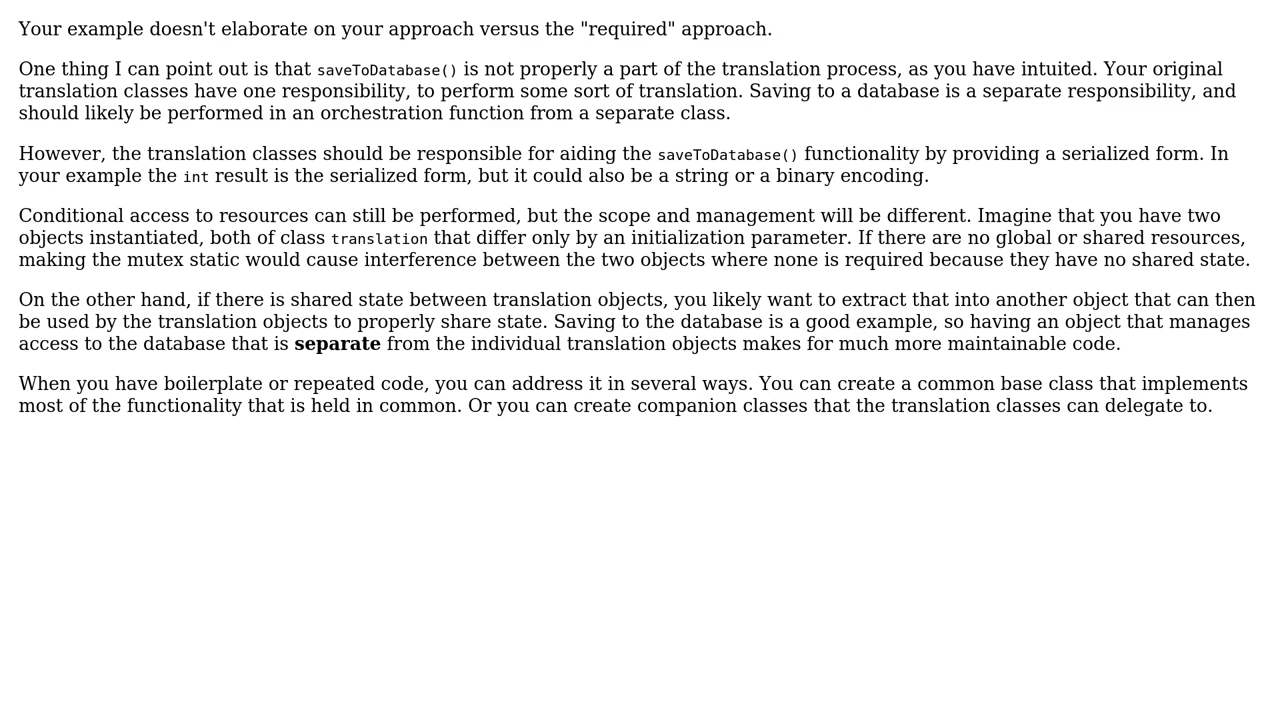 Your example doesn't elaborate on your approach versus the "required" approach.
One thing I can point out is that saveToDatabase() is not properly a part of the translation process, as you have intuited. Your original
translation classes have one responsibility, to perform some sort of translation. Saving to a database is a separate responsibility, and
should likely be performed in an orchestration function from a separate class.
However, the translation classes should be responsible for aiding the saveToDatabase() functionality by providing a serialized form. In
your example the int result is the serialized form, but it could also be a string or a binary encoding.
Conditional access to resources can still be performed, but the scope and management will be different. Imagine that you have two
objects instantiated, both of class translation that differ only by an initialization parameter. If there are no global or shared resources,
making the mutex static would cause interference between the two objects where none is required because they have no shared state.
On the other hand, if there is shared state between translation objects, you likely want to extract that into another object that can then
be used by the translation objects to properly share state. Saving to the database is a good example, so having an object that manages
access to the database that is separate from the individual translation objects makes for much more maintainable code.
When you have boilerplate or repeated code, you can address it in several ways. You can create a common base class that implements
most of the functionality that is held in common. Or you can create companion classes that the translation classes can delegate to.